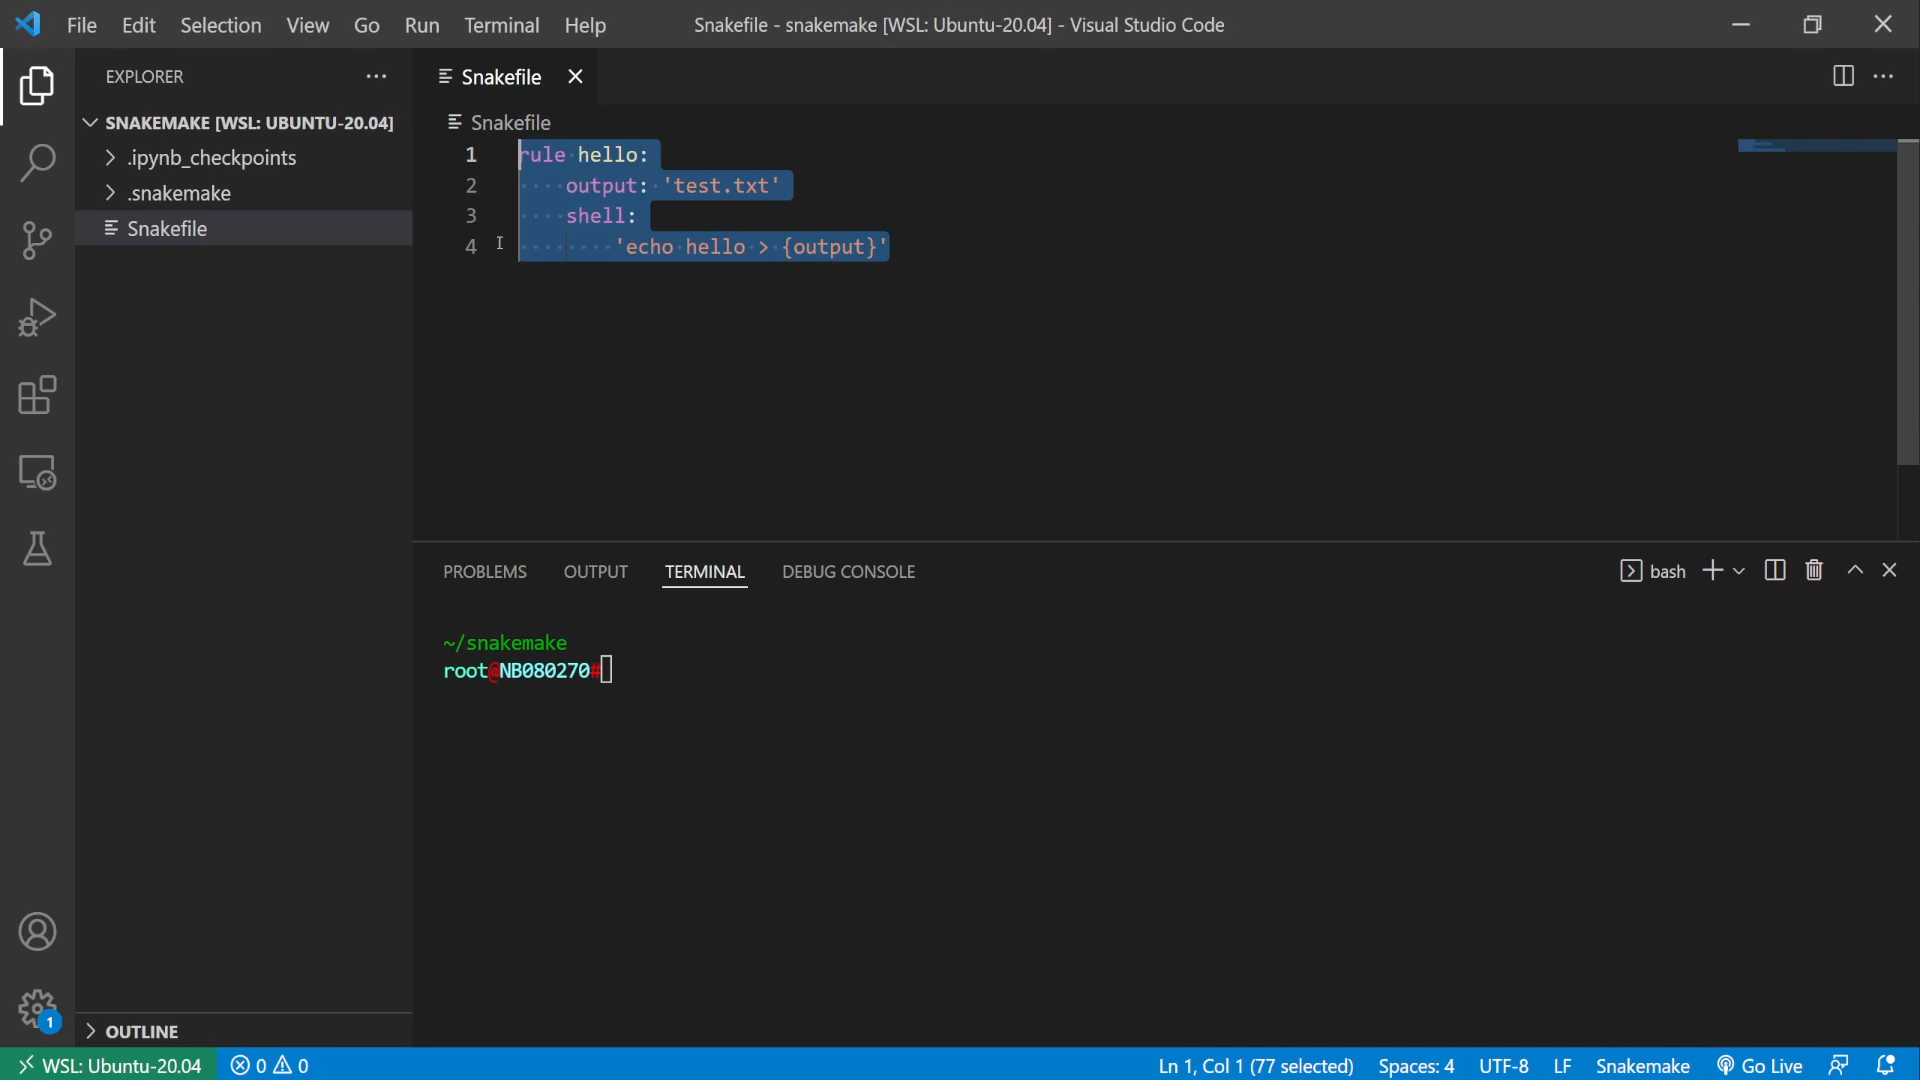 File Edit Selection View Go Run Terminal Help
Snakefile - snakemake [WSL: Ubuntu-20.04] - Visual Studio Code
EXPLORER
SNAKEMAKE [WSL: UBUNTU-20.04]
.ipynb_checkpoints
.snakemake
Snakefile
OUTLINE
Snakefile
Snakefile
1 rule hello:
2     output: 'test.txt'
3     shell:
4         'echo hello > {output}'
PROBLEMS OUTPUT TERMINAL DEBUG CONSOLE
bash
~/snakemake
root@NB080270#
1
WSL: Ubuntu-20.04 0 0 Ln 1, Col 1 (77 selected) Spaces: 4 UTF-8 LF Snakemake Go Live